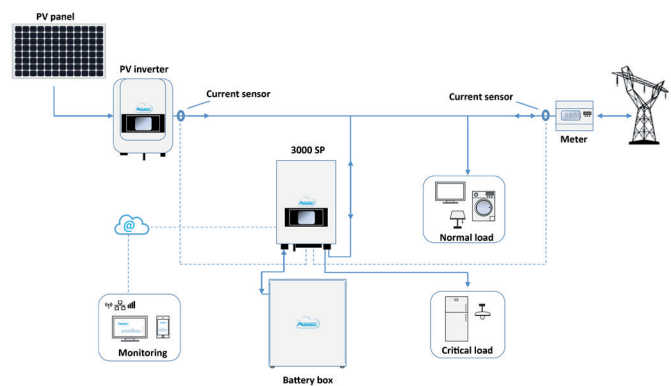 PV panel
PV inverter
Current sensor
Current sensor
Meter
3000 SP
Normal load
@
Monitoring
Battery box
Critical load